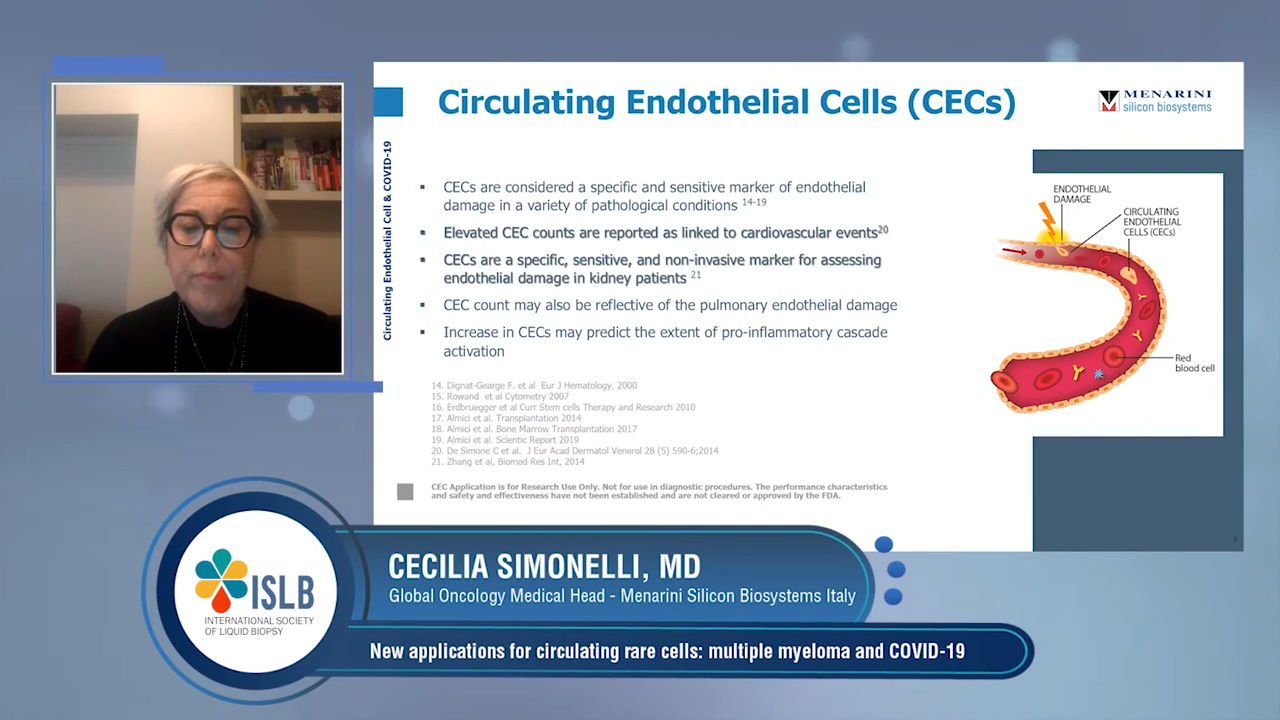 Circulating Endothelial Cells (CECs)
MENARINI
silicon biosystems
Circulating Endothelial Cell & COVID-19
▪ CECs are considered a specific and sensitive marker of endothelial
damage in a variety of pathological conditions 14-19
▪ Elevated CEC counts are reported as linked to cardiovascular events20
▪ CECs are a specific, sensitive, and non-invasive marker for assessing
endothelial damage in kidney patients 21
▪ CEC count may also be reflective of the pulmonary endothelial damage
▪ Increase in CECs may predict the extent of pro-inflammatory cascade
activation
ENDOTHELIAL
DAMAGE
CIRCULATING
ENDOTHELIAL
CELLS (CECs)
Red
blood cell
14. Dignat-Gearge F. et al Eur J Hematology, 2000
15. Rowand et al Cytometry 2007
16. Erdbruegger et al Curr Stem cells Therapy and Research 2010
17. Almici et al. Transplantation 2014
18. Almici et al. Bone Marrow Transplantation 2017
19. Almici et al. Scientic Report 2019
20. De Simone C et al. J Eur Acad Dermatol Venerol 28 (5) 590-6;2014
21. Zhang et al, Biomed Res Int, 2014
CEC Application is for Research Use Only. Not for use in diagnostic procedures. The performance characteristics
and safety and effectiveness have not been established and are not cleared or approved by the FDA.
5
ISLB
INTERNATIONAL SOCIETY
OF LIQUID BIOPSY
CECILIA SIMONELLI, MD
Global Oncology Medical Head - Menarini Silicon Biosystems Italy
New applications for circulating rare cells: multiple myeloma and COVID-19